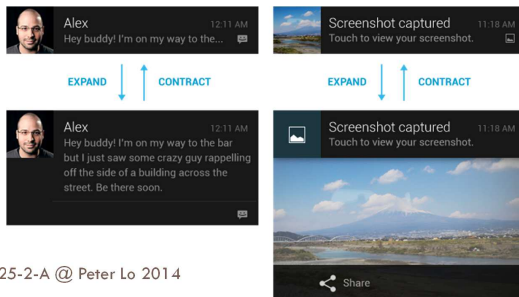 Alex 12:11 AM
Hey buddy! I'm on my way to the...
EXPAND CONTRACT
Alex 12:11 AM
Hey buddy! I'm on my way to the bar
but I just saw some crazy guy rappelling
off the side of a building across the
street. Be there soon.
Screenshot captured 11:18 AM
Touch to view your screenshot.
EXPAND CONTRACT
Screenshot captured 11:18 AM
Touch to view your screenshot.
Share
25-2-A @ Peter Lo 2014